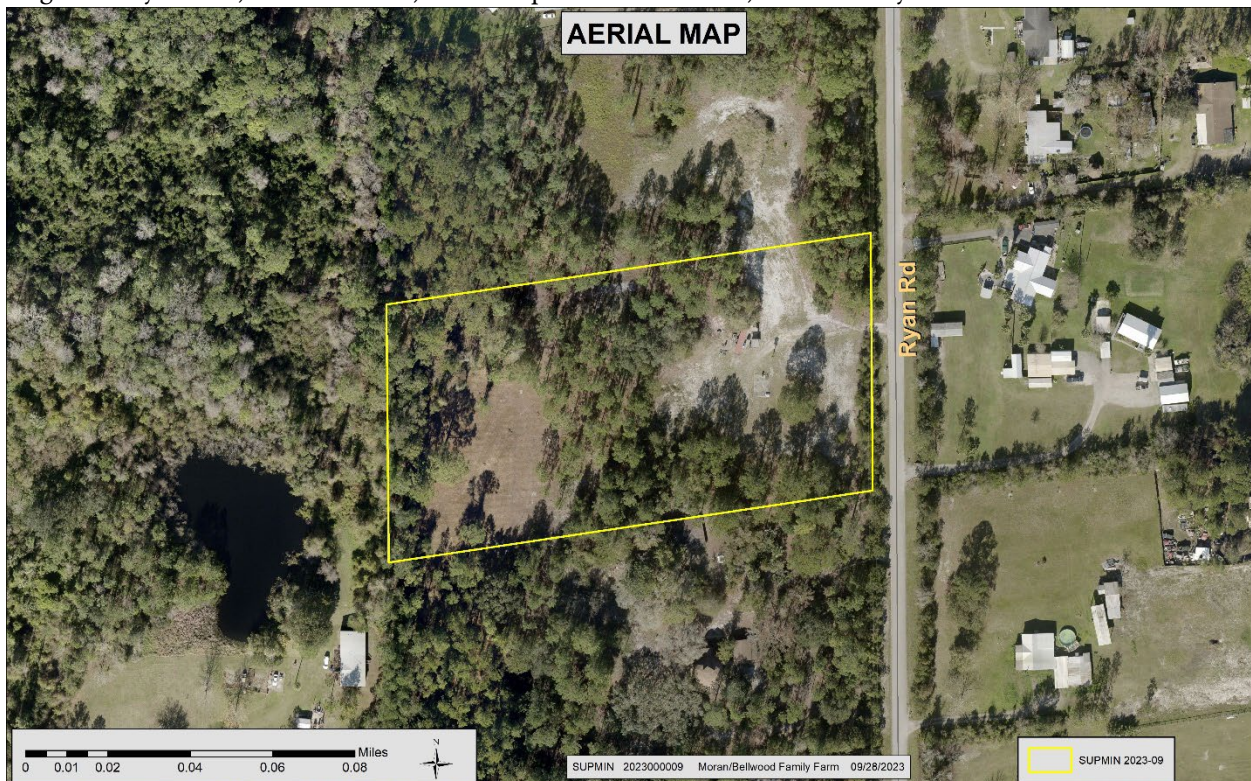 AERIAL MAP
Ryan Rd
Miles
0 0.01 0.02 0.04 0.06 0.08
N
SUPMIN 2023000009 Moran/Bellwood Family Farm 09/28/2023
SUPMIN 2023-09